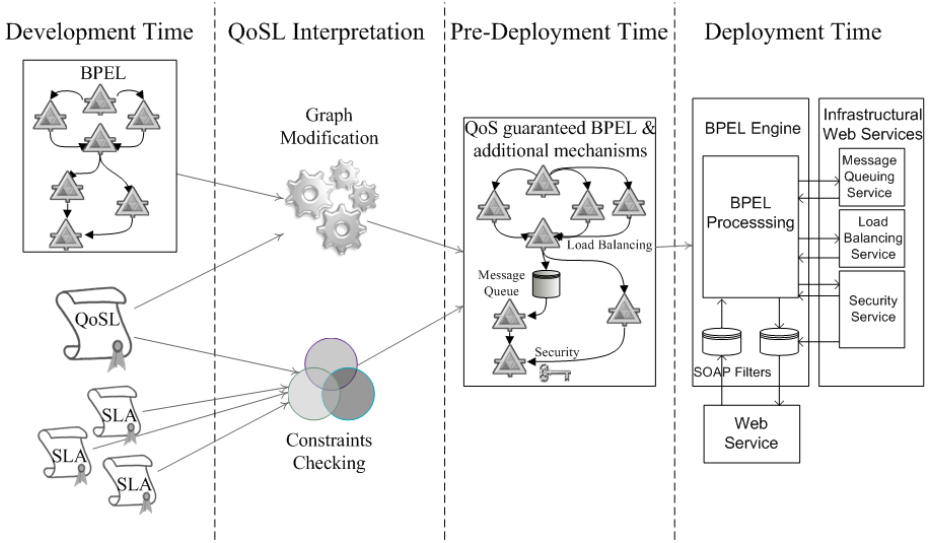 Development Time
QoSL Interpretation
Pre-Deployment Time
Deployment Time
BPEL
QoSL
SLA
SLA
SLA
Graph
Modification
Constraints
Checking
QoS guaranteed BPEL &
additional mechanisms
Load Balancing
Message
Queue
Security
BPEL Engine
BPEL
Processsing
SOAP Filters
Web
Service
Infrastructural
Web Services
Message
Queuing
Service
Load
Balancing
Service
Security
Service